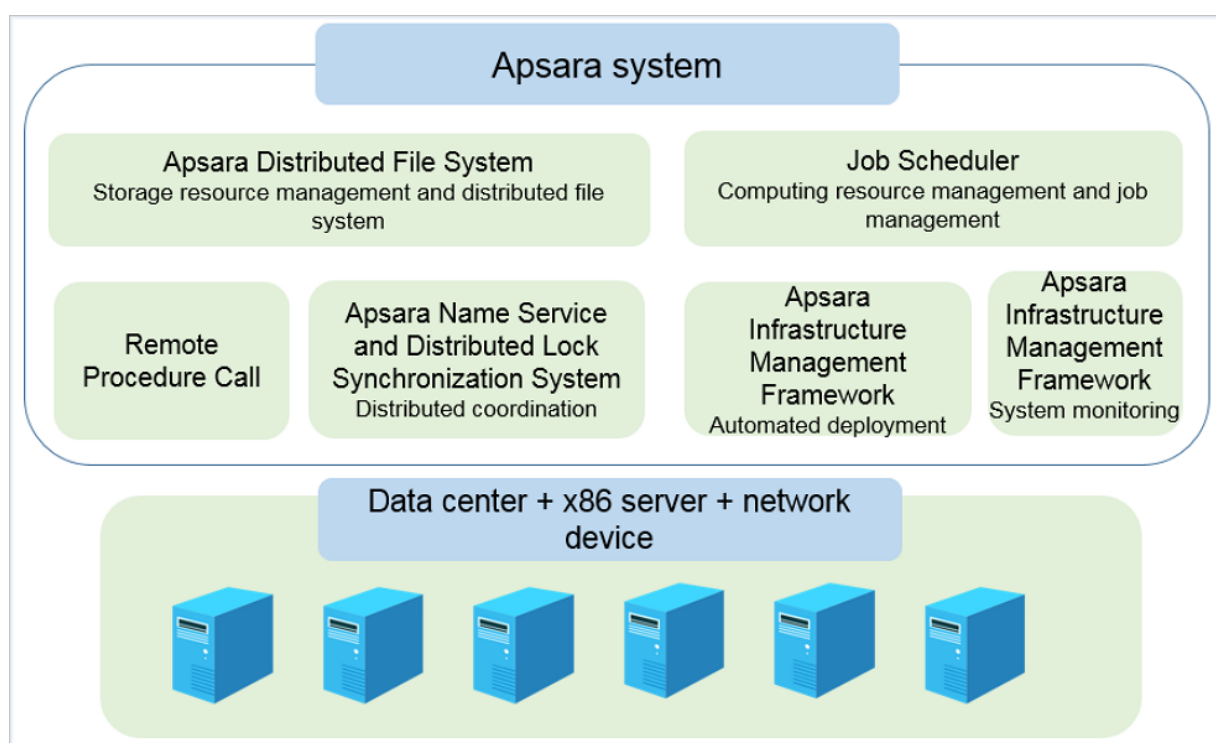 Apsara system
Apsara Distributed File System
Storage resource management and distributed file
system
Job Scheduler
Computing resource management and job
management
Remote
Procedure Call
Apsara Name Service
and Distributed Lock
Synchronization System
Distributed coordination
Apsara
Infrastructure
Management
Framework
Automated deployment
Apsara
Infrastructure
Management
Framework
System monitoring
Data center + x86 server + network
device